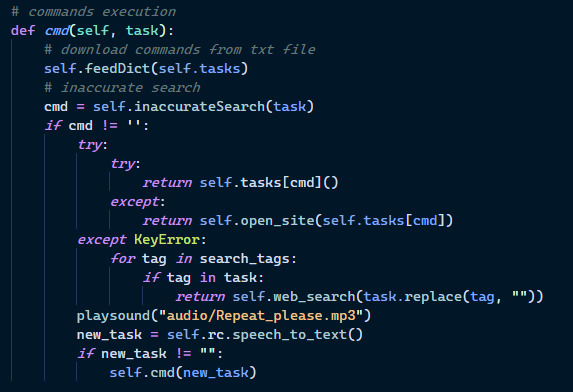 # commands execution
def cmd(self, task):
    # download commands from txt file
    self.feedDict(self.tasks)
    # inaccurate search
    cmd = self.inaccurateSearch(task)
    if cmd != '':
        try:
            try:
                return self.tasks[cmd]()
            except:
                return self.open_site(self.tasks[cmd])
        except KeyError:
            for tag in search_tags:
                if tag in task:
                    return self.web_search(task.replace(tag, ""))
        playsound("audio/Repeat_please.mp3")
        new_task = self.rc.speech_to_text()
        if new_task != "":
            self.cmd(new_task)